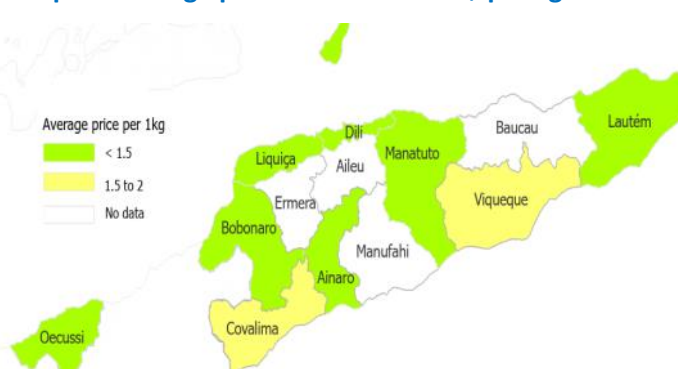 Average price per 1kg
< 1.5
1.5 to 2
No data
Dili
Baucau
Lautém
Liquiça
Aileu
Manatuto
Ermera
Viqueque
Bobonaro
Manufahi
Ainaro
Covalima
Oecussi